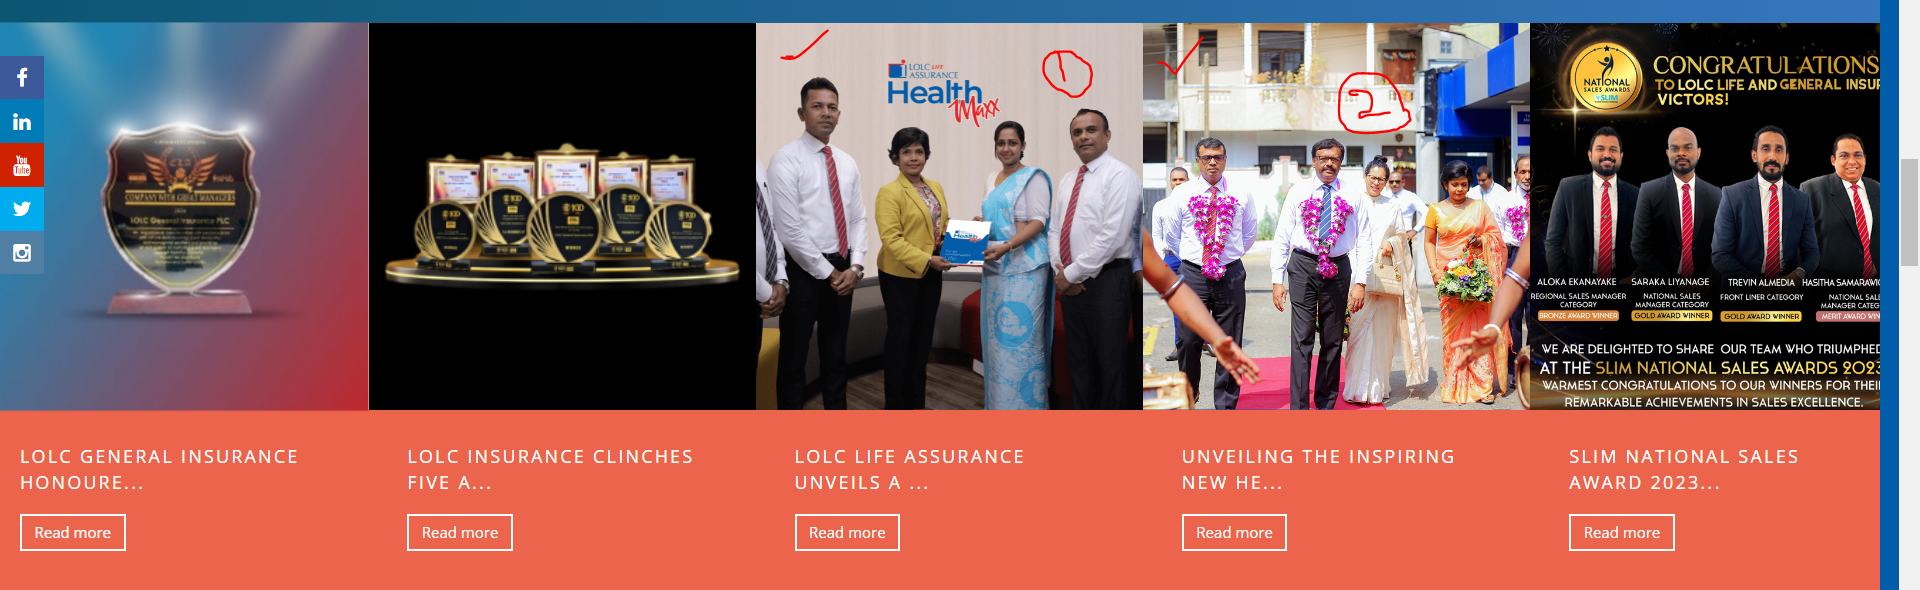 COMPANY WITH GREAT MANAGERS
LOLC General Insurance PLC
LOLC LIFE
ASSURANCE
Health
Maxx
1
Health
2
NATIONAL
SALES AWARDS
SLIM
CONGRATULATIONS
TO LOLC LIFE AND GENERAL INSUR
VICTORS!
ALOKA EKANAYAKE
REGIONAL SALES MANAGER
CATEGORY
BRONZE AWARD WINNER
SARAKA LIYANAGE
NATIONAL SALES
MANAGER CATEGORY
GOLD AWARD WINNER
TREVIN ALMEDIA
FRONT LINER CATEGORY
GOLD AWARD WINNER
HASITHA SAMARAWI
NATIONAL SALE
MANAGER CATEG
MERIT AWARD WIN
WE ARE DELIGHTED TO SHARE OUR TEAM WHO TRIUMPHED
AT THE SLIM NATIONAL SALES AWARDS 2023
WARMEST CONGRATULATIONS TO OUR WINNERS FOR THEI
REMARKABLE ACHIEVEMENTS IN SALES EXCELLENCE.
f
in
You
Tube
LOLC GENERAL INSURANCE
HONOURE...
Read more
LOLC INSURANCE CLINCHES
FIVE A...
Read more
LOLC LIFE ASSURANCE
UNVEILS A ...
Read more
UNVEILING THE INSPIRING
NEW HE...
Read more
SLIM NATIONAL SALES
AWARD 2023...
Read more